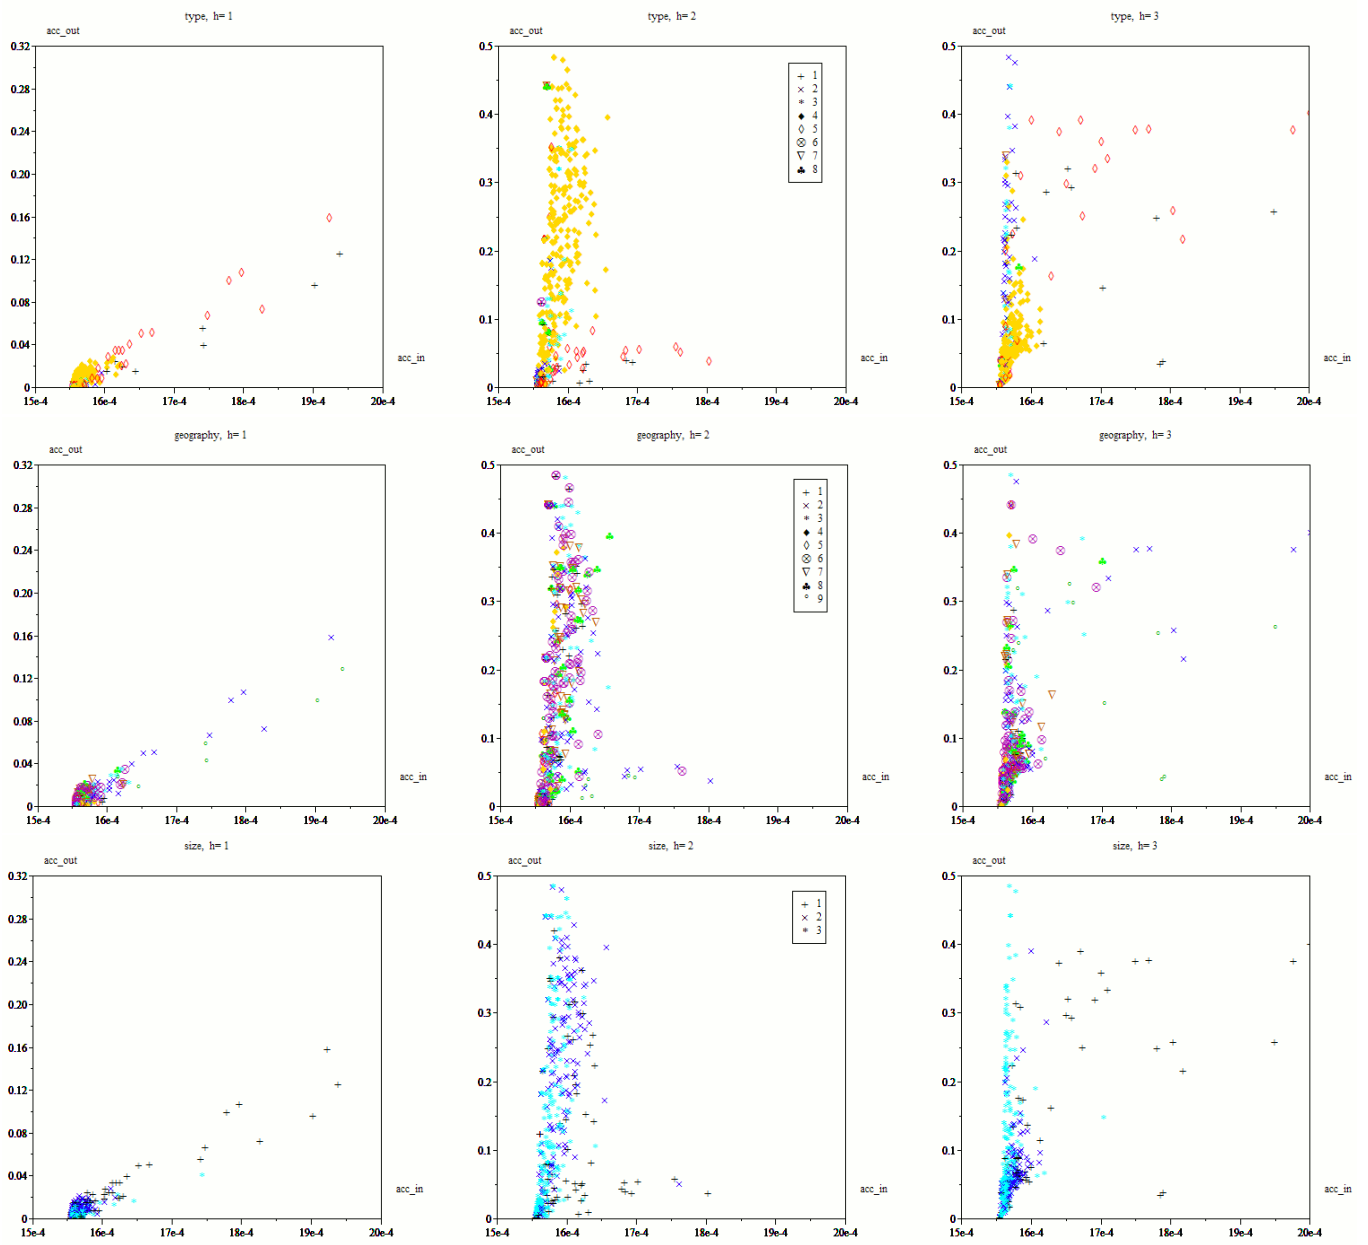 type, h= 1
acc_out
0.32
0.28
0.24
0.20
0.16
0.12
0.08
0.04
0
15e-4 16e-4 17e-4 18e-4 19e-4 20e-4
acc_in
type, h= 2
acc_out
0.5
0.4
0.3
0.2
0.1
0
15e-4 16e-4 17e-4 18e-4 19e-4 20e-4
acc_in
1
2
3
4
5
6
7
8
type, h= 3
acc_out
0.5
0.4
0.3
0.2
0.1
0
15e-4 16e-4 17e-4 18e-4 19e-4 20e-4
acc_in
geography, h= 1
acc_out
0.32
0.28
0.24
0.20
0.16
0.12
0.08
0.04
0
15e-4 16e-4 17e-4 18e-4 19e-4 20e-4
acc_in
geography, h= 2
acc_out
0.5
0.4
0.3
0.2
0.1
0
15e-4 16e-4 17e-4 18e-4 19e-4 20e-4
acc_in
1
2
3
4
5
6
7
8
9
geography, h= 3
acc_out
0.5
0.4
0.3
0.2
0.1
0
15e-4 16e-4 17e-4 18e-4 19e-4 20e-4
acc_in
size, h= 1
acc_out
0.32
0.28
0.24
0.20
0.16
0.12
0.08
0.04
0
15e-4 16e-4 17e-4 18e-4 19e-4 20e-4
acc_in
size, h= 2
acc_out
0.5
0.4
0.3
0.2
0.1
0
15e-4 16e-4 17e-4 18e-4 19e-4 20e-4
acc_in
1
2
3
size, h= 3
acc_out
0.5
0.4
0.3
0.2
0.1
0
15e-4 16e-4 17e-4 18e-4 19e-4 20e-4
acc_in